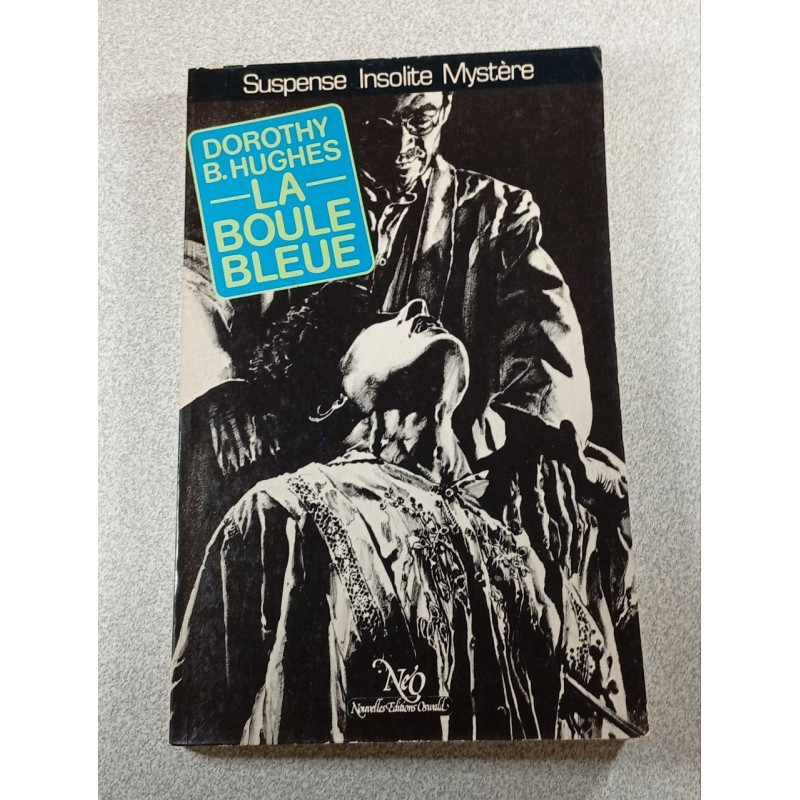 Suspense Insolite Mystère
DOROTHY
B. HUGHES
LA
BOULE
BLEUE
NéO
Nouvelles Editions Oswald